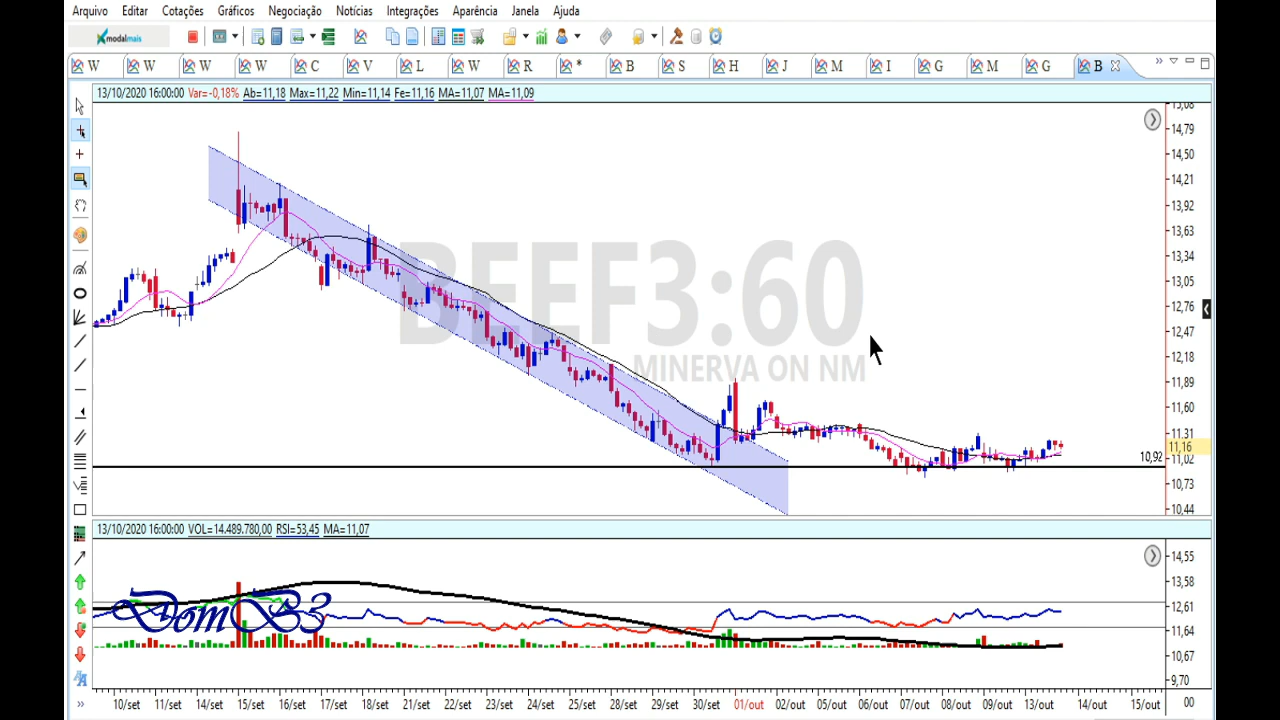 Arquivo Editar Cotações Gráficos Negociação Notícias Integrações Aparência Janela Ajuda
modalmais
W W W W C V L W R * B S H J M I G M G B
13/10/2020 16:00:00 Var=-0,18% Ab=11,18 Max=11,22 Min=11,14 Fe=11,16 MA=11,07 MA=11,09
15,08
14,79
14,50
14,21
13,92
13,63
13,34
13,05
12,76
12,47
12,18
11,89
11,60
11,31
11,16
11,02
10,73
10,44
BEEF3:60
MINERVA ON NM
10,92
13/10/2020 16:00:00 VOL=14.489.780,00 RSI=53,45 MA=11,07
14,55
13,58
12,61
11,64
10,67
9,70
DomB3
10/set 11/set 14/set 15/set 16/set 17/set 18/set 21/set 22/set 23/set 24/set 25/set 28/set 29/set 30/set 01/out 02/out 05/out 06/out 07/out 08/out 09/out 13/out 14/out 15/out 00